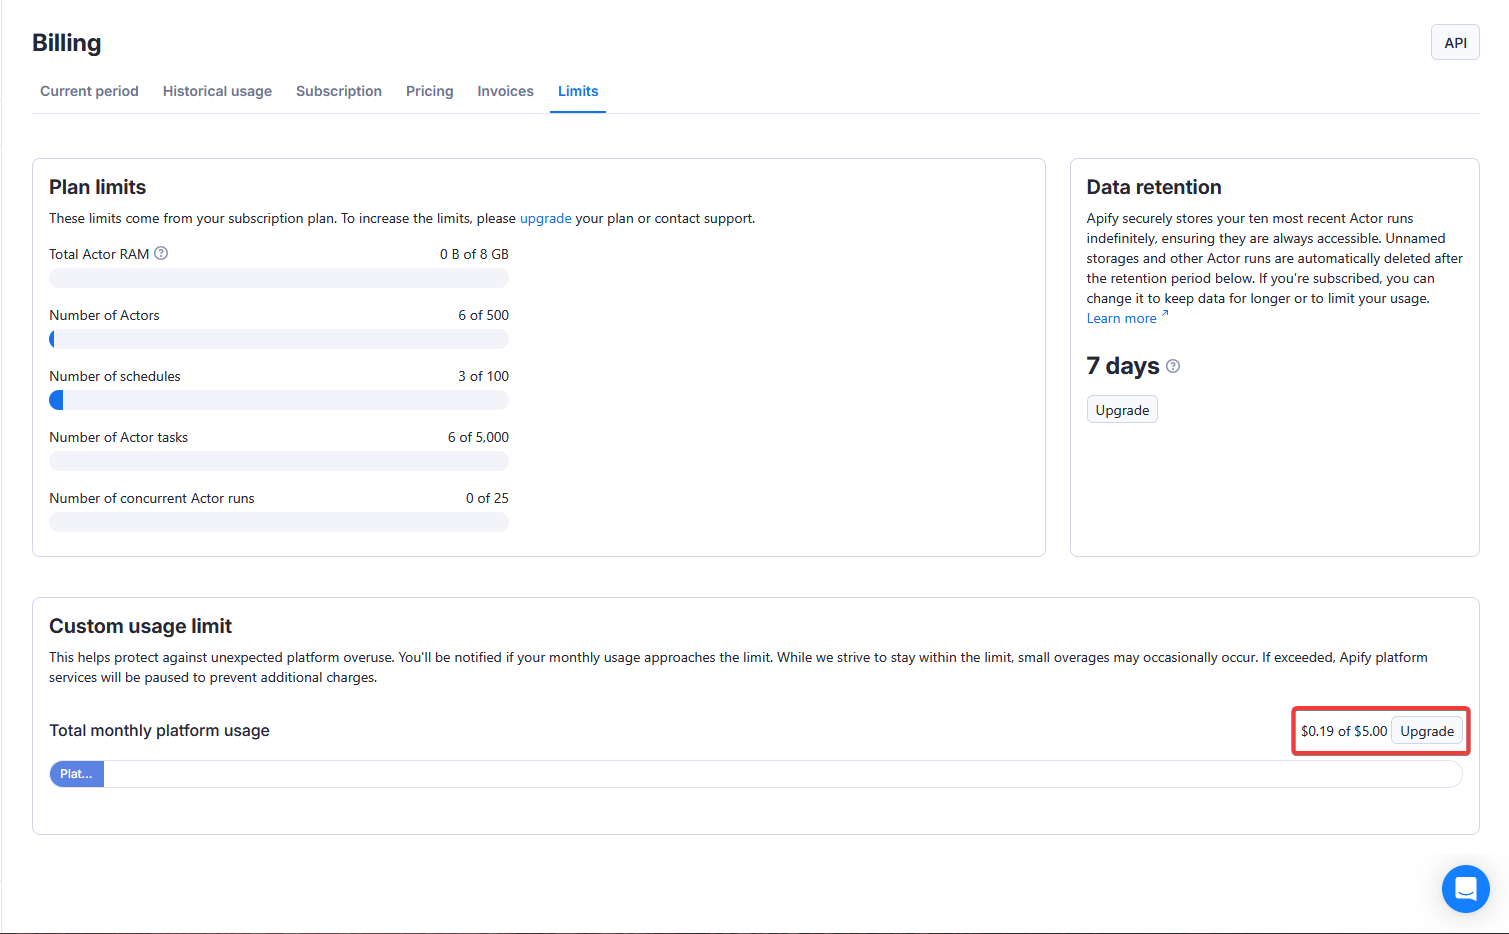 Billing
API
Current period
Historical usage
Subscription
Pricing
Invoices
Limits
Plan limits
These limits come from your subscription plan. To increase the limits, please upgrade your plan or contact support.
Total Actor RAM
0 B of 8 GB
Number of Actors
6 of 500
Number of schedules
3 of 100
Number of Actor tasks
6 of 5,000
Number of concurrent Actor runs
0 of 25
Data retention
Apify securely stores your ten most recent Actor runs
indefinitely, ensuring they are always accessible. Unnamed
storages and other Actor runs are automatically deleted after
the retention period below. If you're subscribed, you can
change it to keep data for longer or to limit your usage.
Learn more ↗
7 days
Upgrade
Custom usage limit
This helps protect against unexpected platform overuse. You'll be notified if your monthly usage approaches the limit. While we strive to stay within the limit, small overages may occasionally occur. If exceeded, Apify platform
services will be paused to prevent additional charges.
Total monthly platform usage
$0.19 of $5.00
Upgrade
Plat...